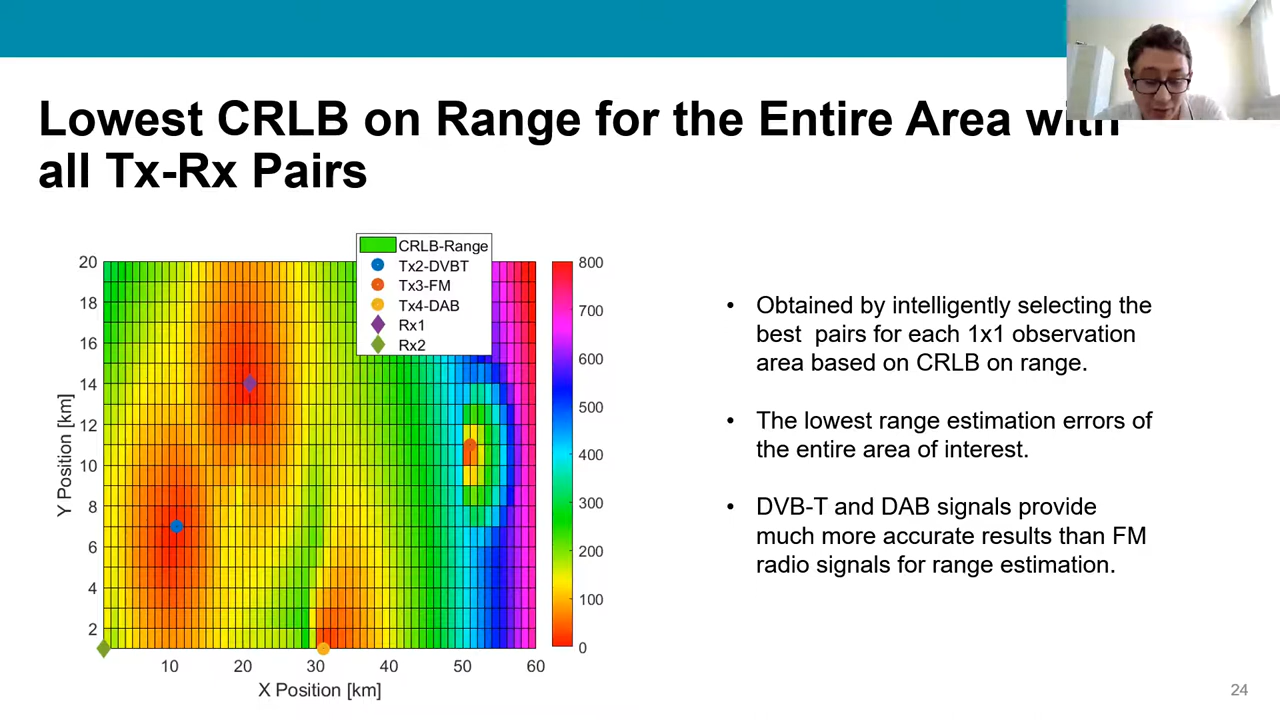 Lowest CRLB on Range for the Entire Area with
all Tx-Rx Pairs
CRLB-Range
Tx2-DVBT
Tx3-FM
Tx4-DAB
Rx1
Rx2
20
18
16
14
12
10
8
6
4
2
Y Position [km]
10
20
30
40
50
60
X Position [km]
800
700
600
500
400
300
200
100
0
• Obtained by intelligently selecting the
best pairs for each 1x1 observation
area based on CRLB on range.
• The lowest range estimation errors of
the entire area of interest.
• DVB-T and DAB signals provide
much more accurate results than FM
radio signals for range estimation.
24